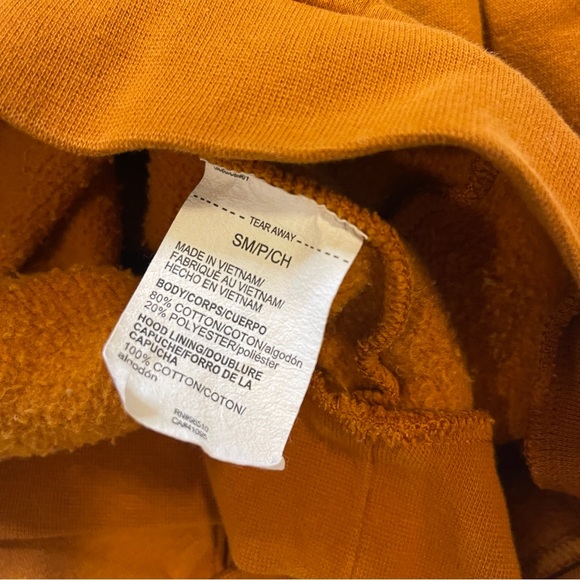 TEAR AWAY
SM/P/CH
MADE IN VIETNAM/
FABRIQUÉ AU VIETNAM/
HECHO EN VIETNAM
BODY/CORPS/CUERPO
80% COTTON/COTON/algodón
20% POLYESTER/poliéster
HOOD LINING/DOUBLURE
CAPUCHE/FORRO DE LA
CAPUCHA
100% COTTON/COTON/
algodón